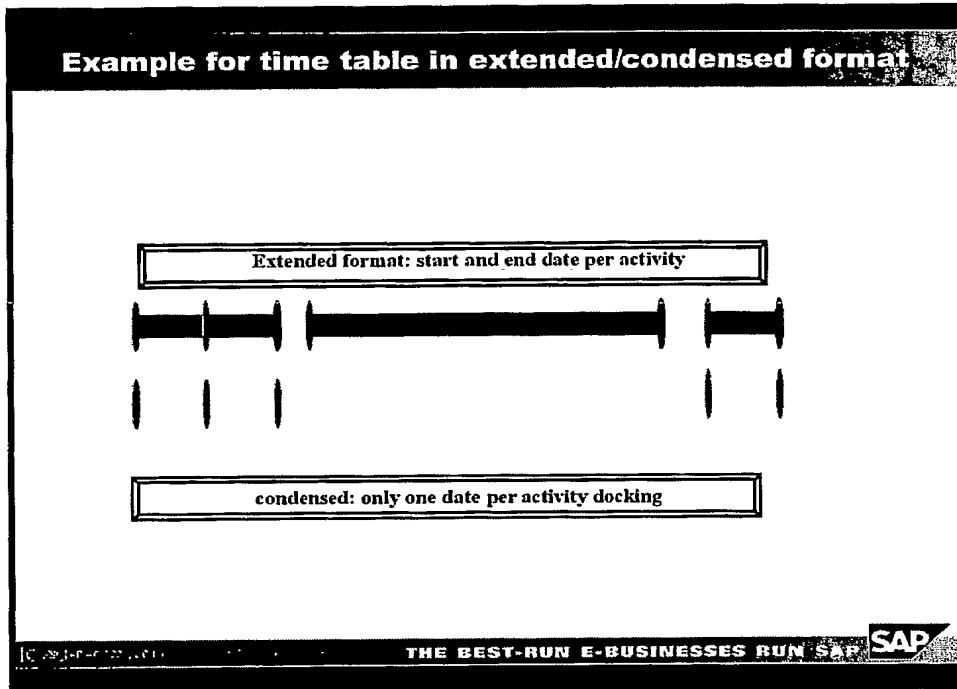 Example for time table in extended/condensed format
Extended format: start and end date per activity
condensed: only one date per activity docking
THE BEST-RUN E-BUSINESSES RUN SAP
SAP